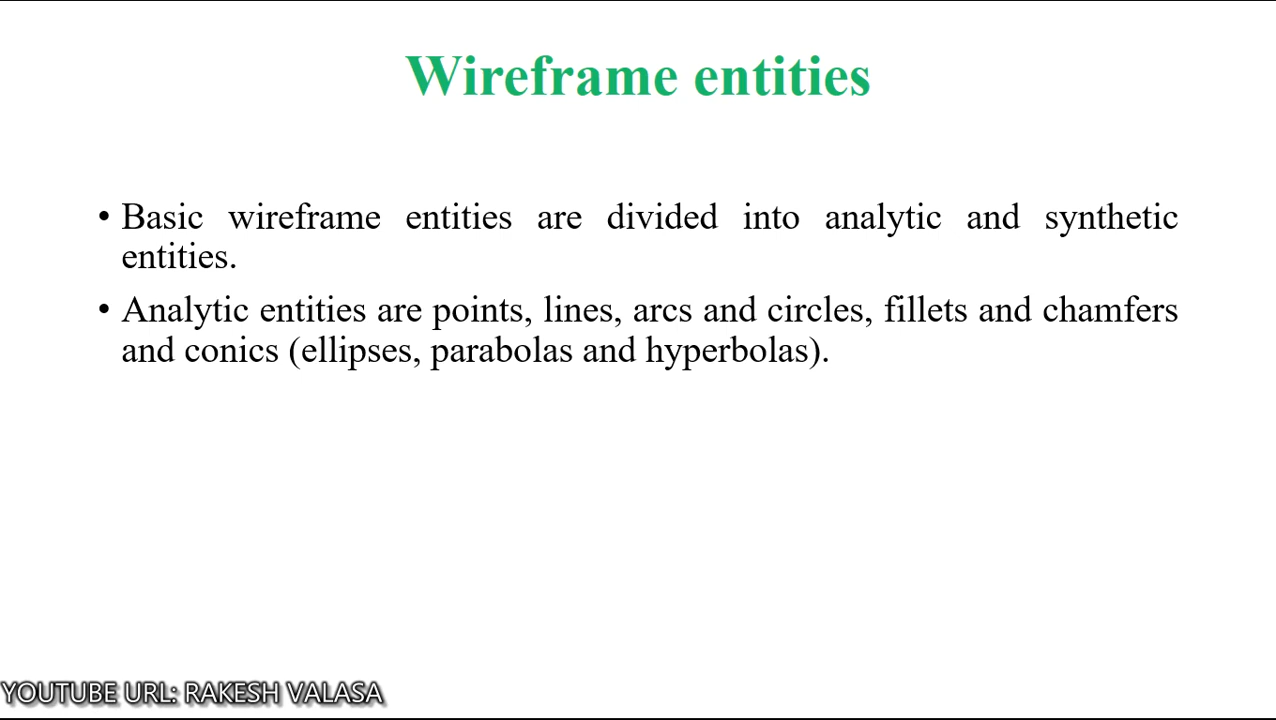 Wireframe entities
• Basic wireframe entities are divided into analytic and synthetic
entities.
• Analytic entities are points, lines, arcs and circles, fillets and chamfers
and conics (ellipses, parabolas and hyperbolas).
YOUTUBE URL: RAKESH VALASA